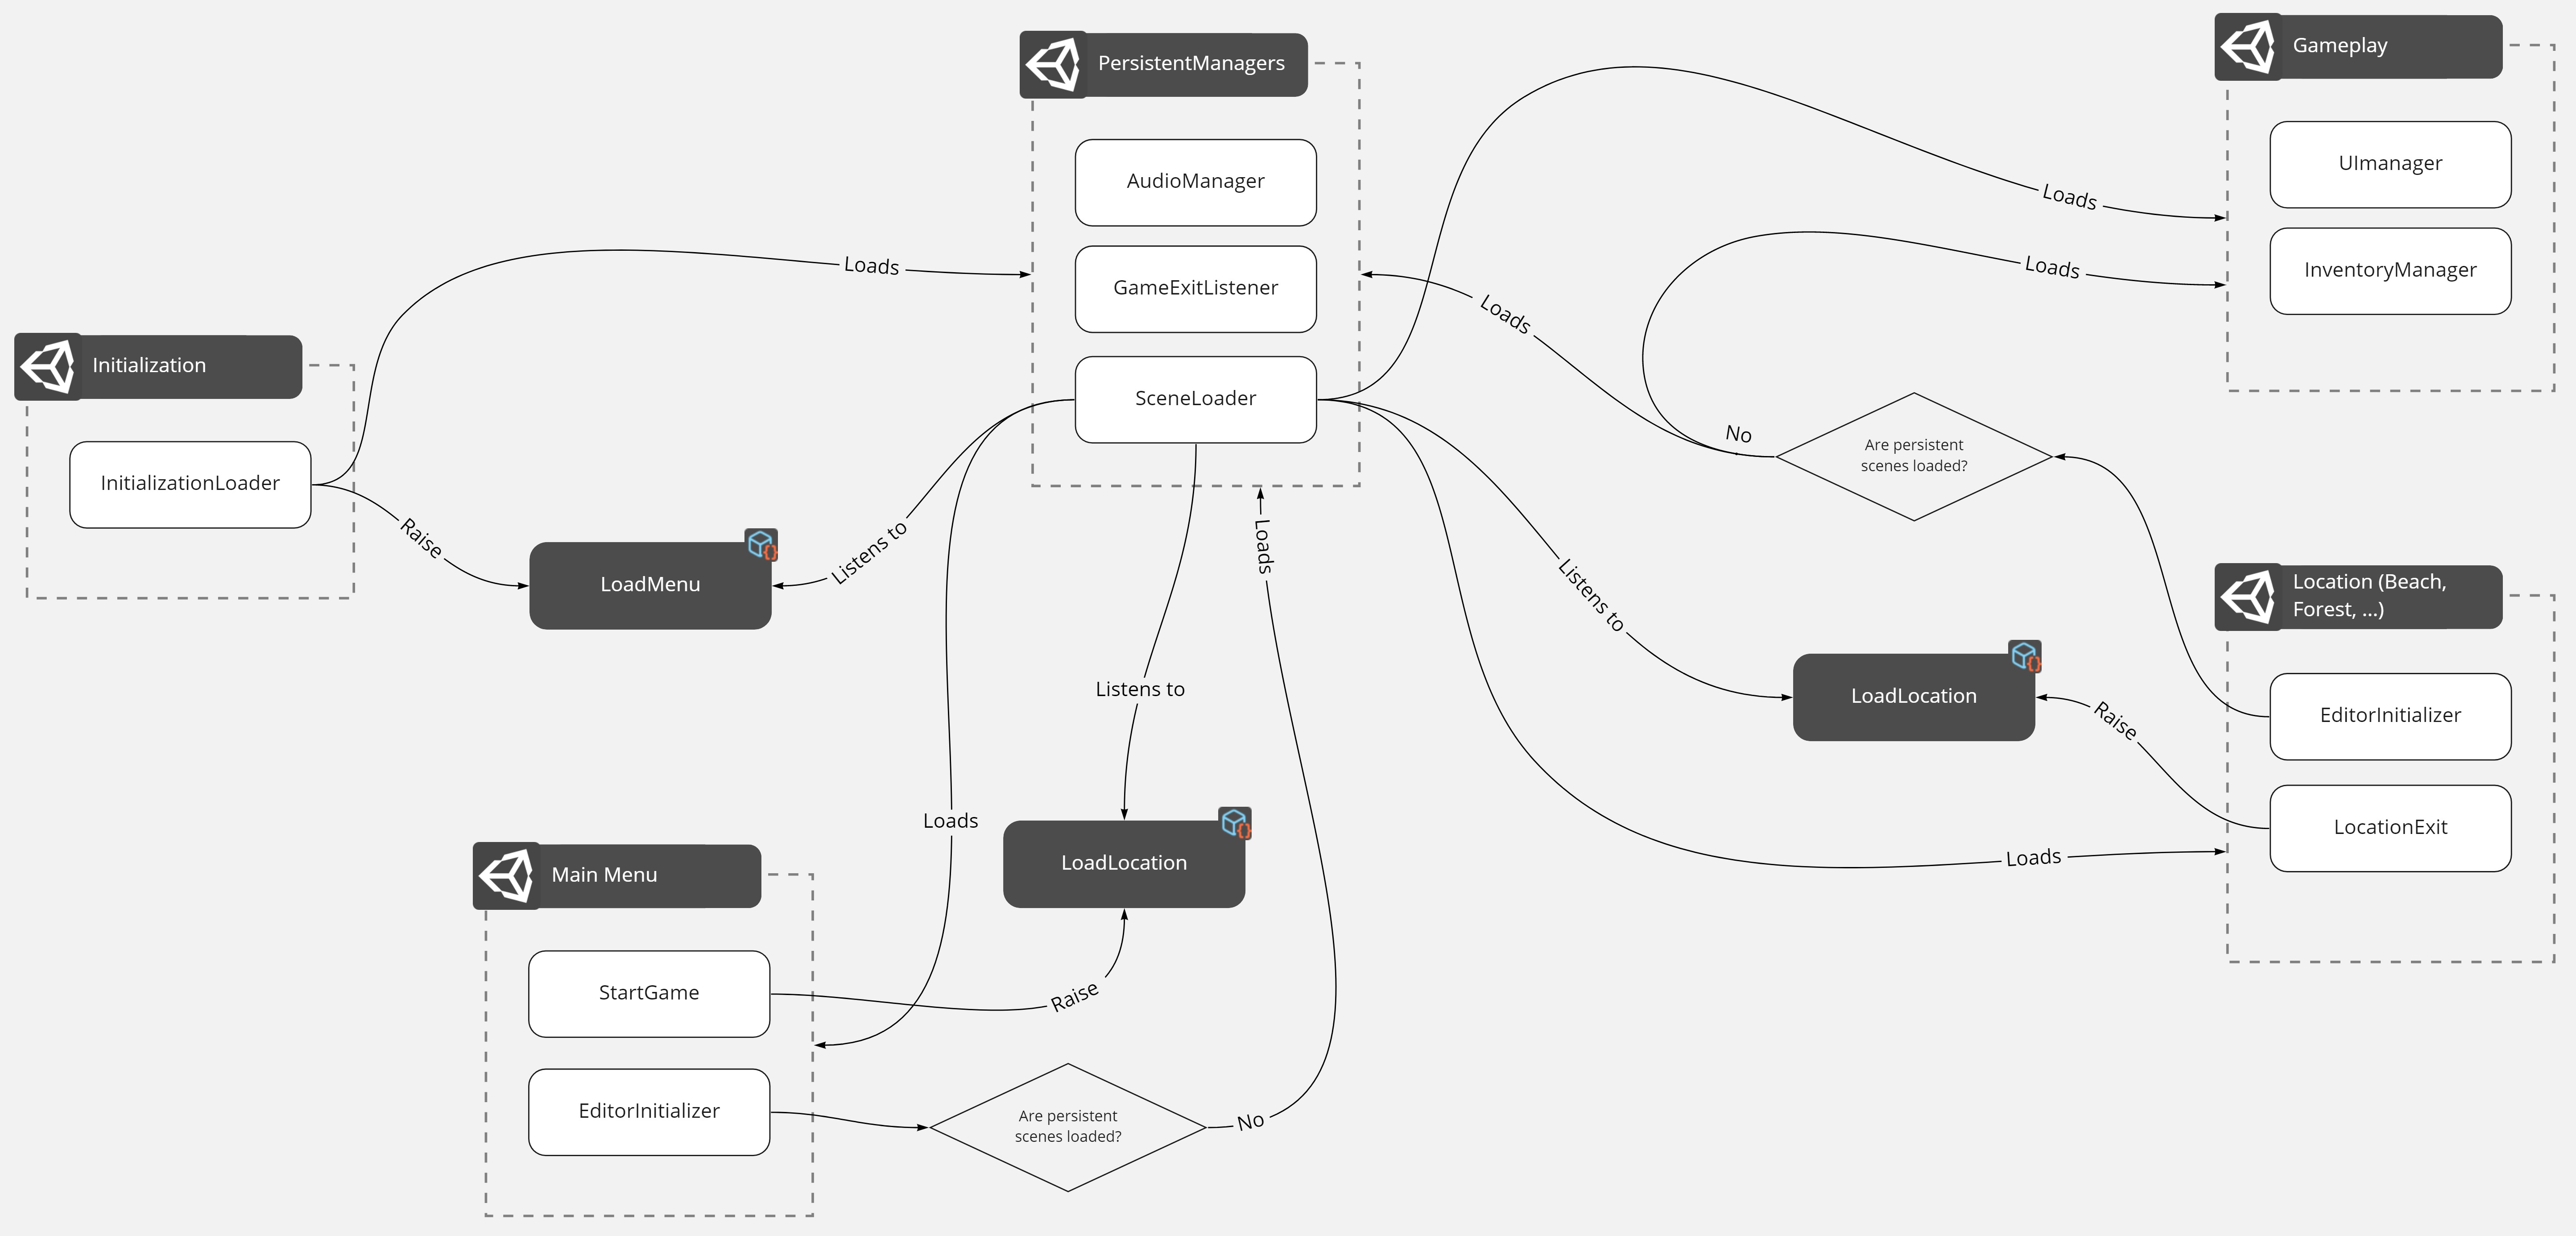 PersistentManagers
AudioManager
GameExitListener
SceneLoader
Gameplay
UImanager
InventoryManager
Loads
Loads
Loads
Loads
Initialization
InitializationLoader
Raise
LoadMenu
Listens to
Loads
No
Are persistent
scenes loaded?
Listens to
Listens to
Location (Beach,
Forest, ...)
EditorInitializer
LocationExit
LoadLocation
Raise
Loads
Loads
LoadLocation
Main Menu
StartGame
EditorInitializer
Raise
Are persistent
scenes loaded?
No